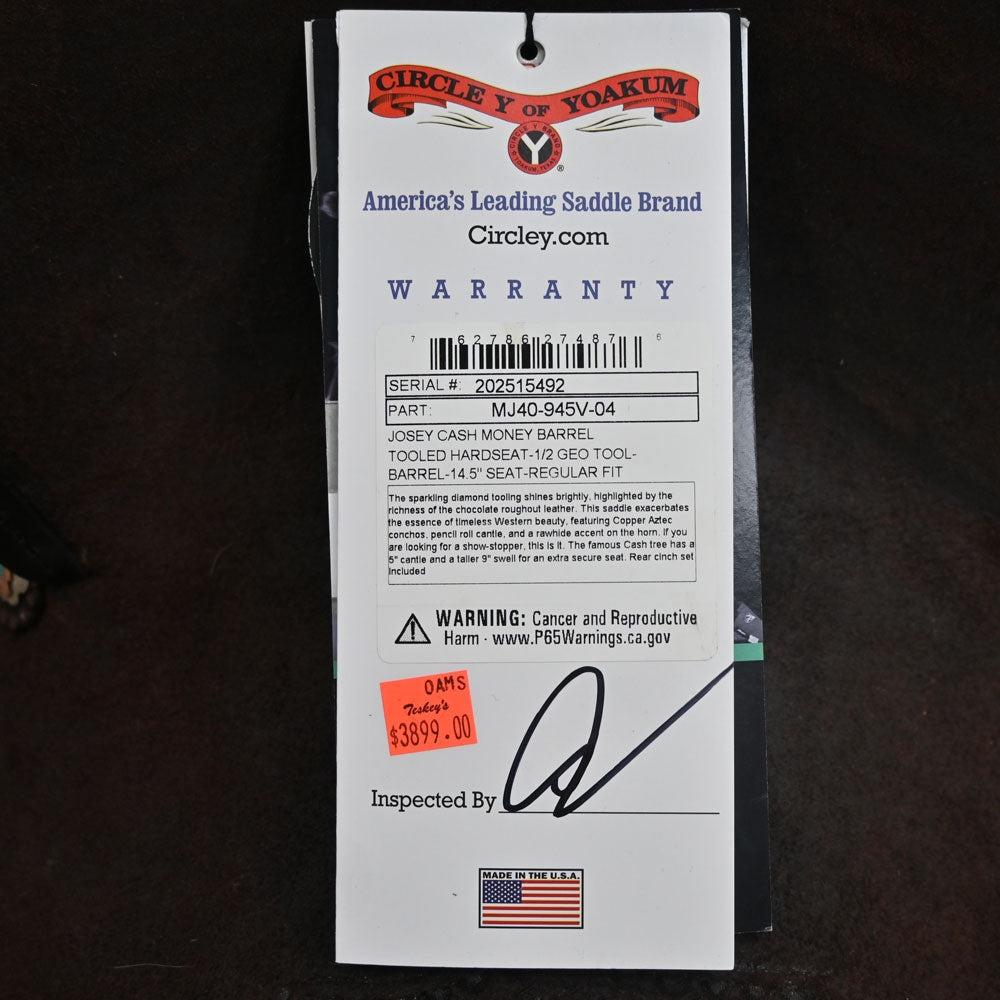 CIRCLE Y OF YOAKUM
CIRCLE Y BRAND
Y
YOAKUM, TEXAS
®
America's Leading Saddle Brand
Circley.com
WARRANTY
7 62786 27487 6
SERIAL #: 202515492
PART: MJ40-945V-04
JOSEY CASH MONEY BARREL
TOOLED HARDSEAT-1/2 GEO TOOL-
BARREL-14.5" SEAT-REGULAR FIT
The sparkling diamond tooling shines brightly, highlighted by the
richness of the chocolate roughout leather. This saddle exacerbates
the essence of timeless Western beauty, featuring Copper Aztec
conchos, pencil roll cantle, and a rawhide accent on the horn. If you
are looking for a show-stopper, this is it. The famous Cash tree has a
5" cantle and a taller 9" swell for an extra secure seat. Rear cinch set
Included
WARNING: Cancer and Reproductive
Harm - www.P65Warnings.ca.gov
OAMS
Teskey's
$3899.00
Inspected By
MADE IN THE U.S.A.